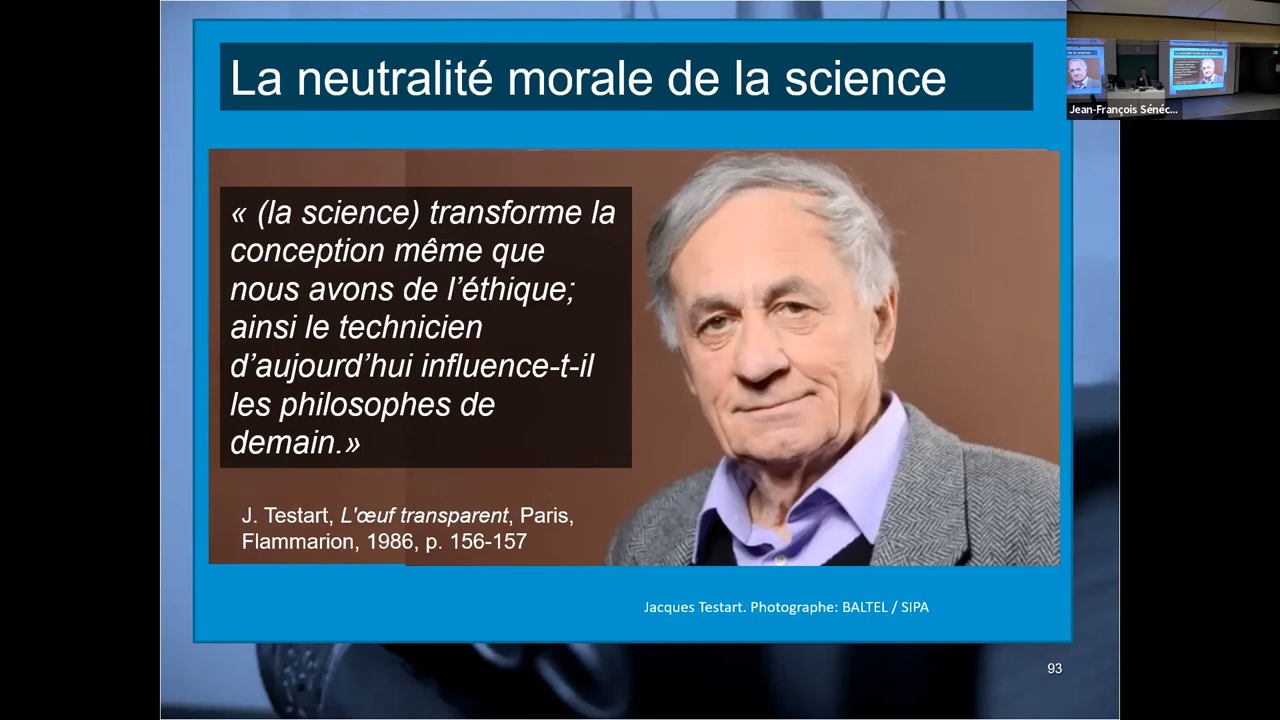 La neutralité morale de la science
« (la science) transforme la
conception même que
nous avons de l’éthique;
ainsi le technicien
d’aujourd’hui influence-t-il
les philosophes de
demain.»
J. Testart, L'œuf transparent, Paris,
Flammarion, 1986, p. 156-157
Jacques Testart. Photographe: BALTEL / SIPA
93
Jean-François Sénéc...